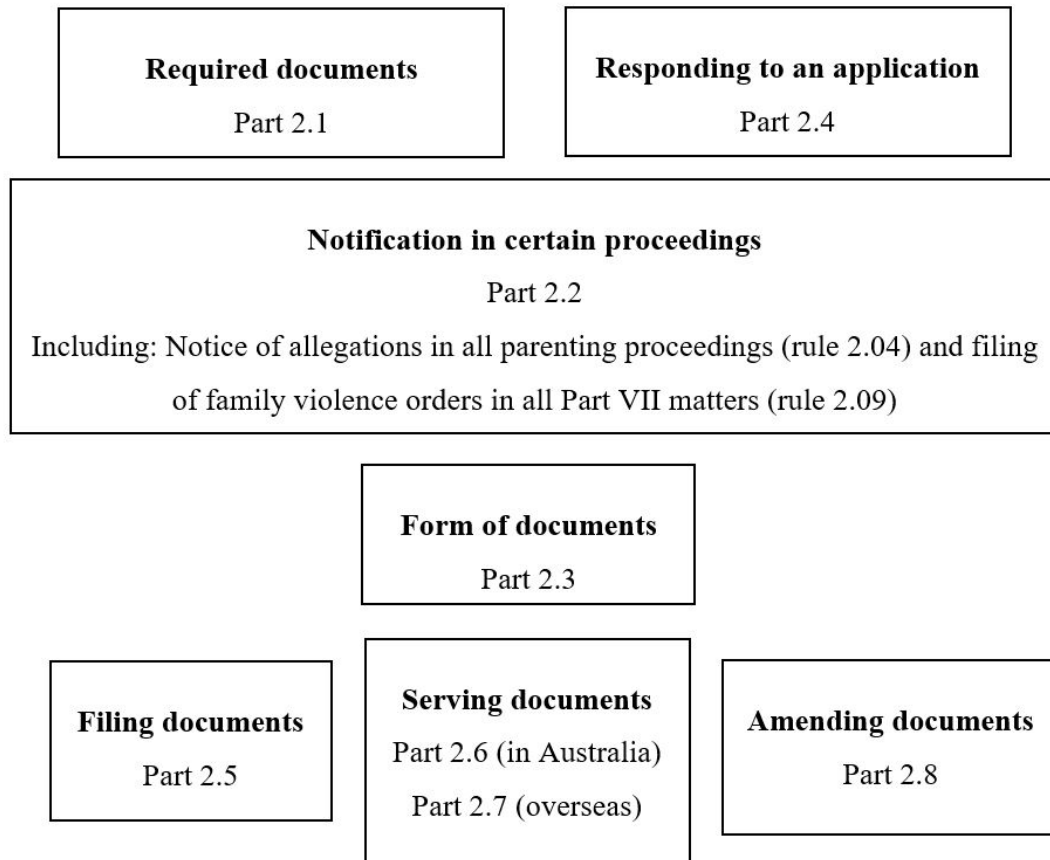 Required documents
Part 2.1
Responding to an application
Part 2.4
Notification in certain proceedings
Part 2.2
Including: Notice of allegations in all parenting proceedings (rule 2.04) and filing
of family violence orders in all Part VII matters (rule 2.09)
Form of documents
Part 2.3
Filing documents
Part 2.5
Serving documents
Part 2.6 (in Australia)
Part 2.7 (overseas)
Amending documents
Part 2.8